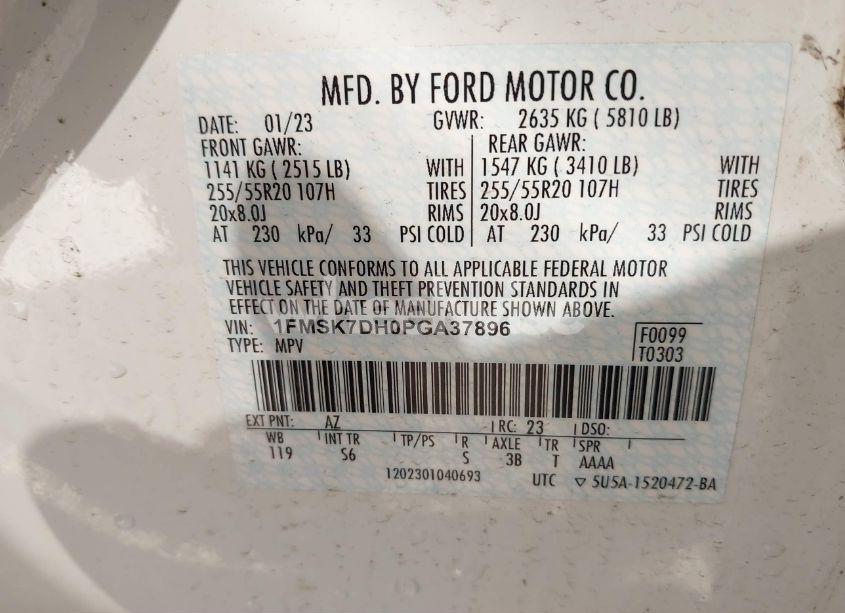 MFD. BY FORD MOTOR CO.
DATE: 01/23 GVWR: 2635 KG ( 5810 LB)
FRONT GAWR: REAR GAWR:
1141 KG ( 2515 LB) WITH 1547 KG ( 3410 LB) WITH
255/55R20 107H TIRES 255/55R20 107H TIRES
20x8.0J RIMS 20x8.0J RIMS
AT 230 kPa/ 33 PSI COLD AT 230 kPa/ 33 PSI COLD
THIS VEHICLE CONFORMS TO ALL APPLICABLE FEDERAL MOTOR
VEHICLE SAFETY AND THEFT PREVENTION STANDARDS IN
EFFECT ON THE DATE OF MANUFACTURE SHOWN ABOVE.
VIN: 1FMSK7DH0PGA37896
TYPE: MPV
F0099
T0303
EXT PNT: AZ RC: 23 DSO:
WB INT TR TP/PS R AXLE TR SPR
119 S6 S 3B T AAAA
1202301040693 UTC ▽ 5U5A-1520472-BA